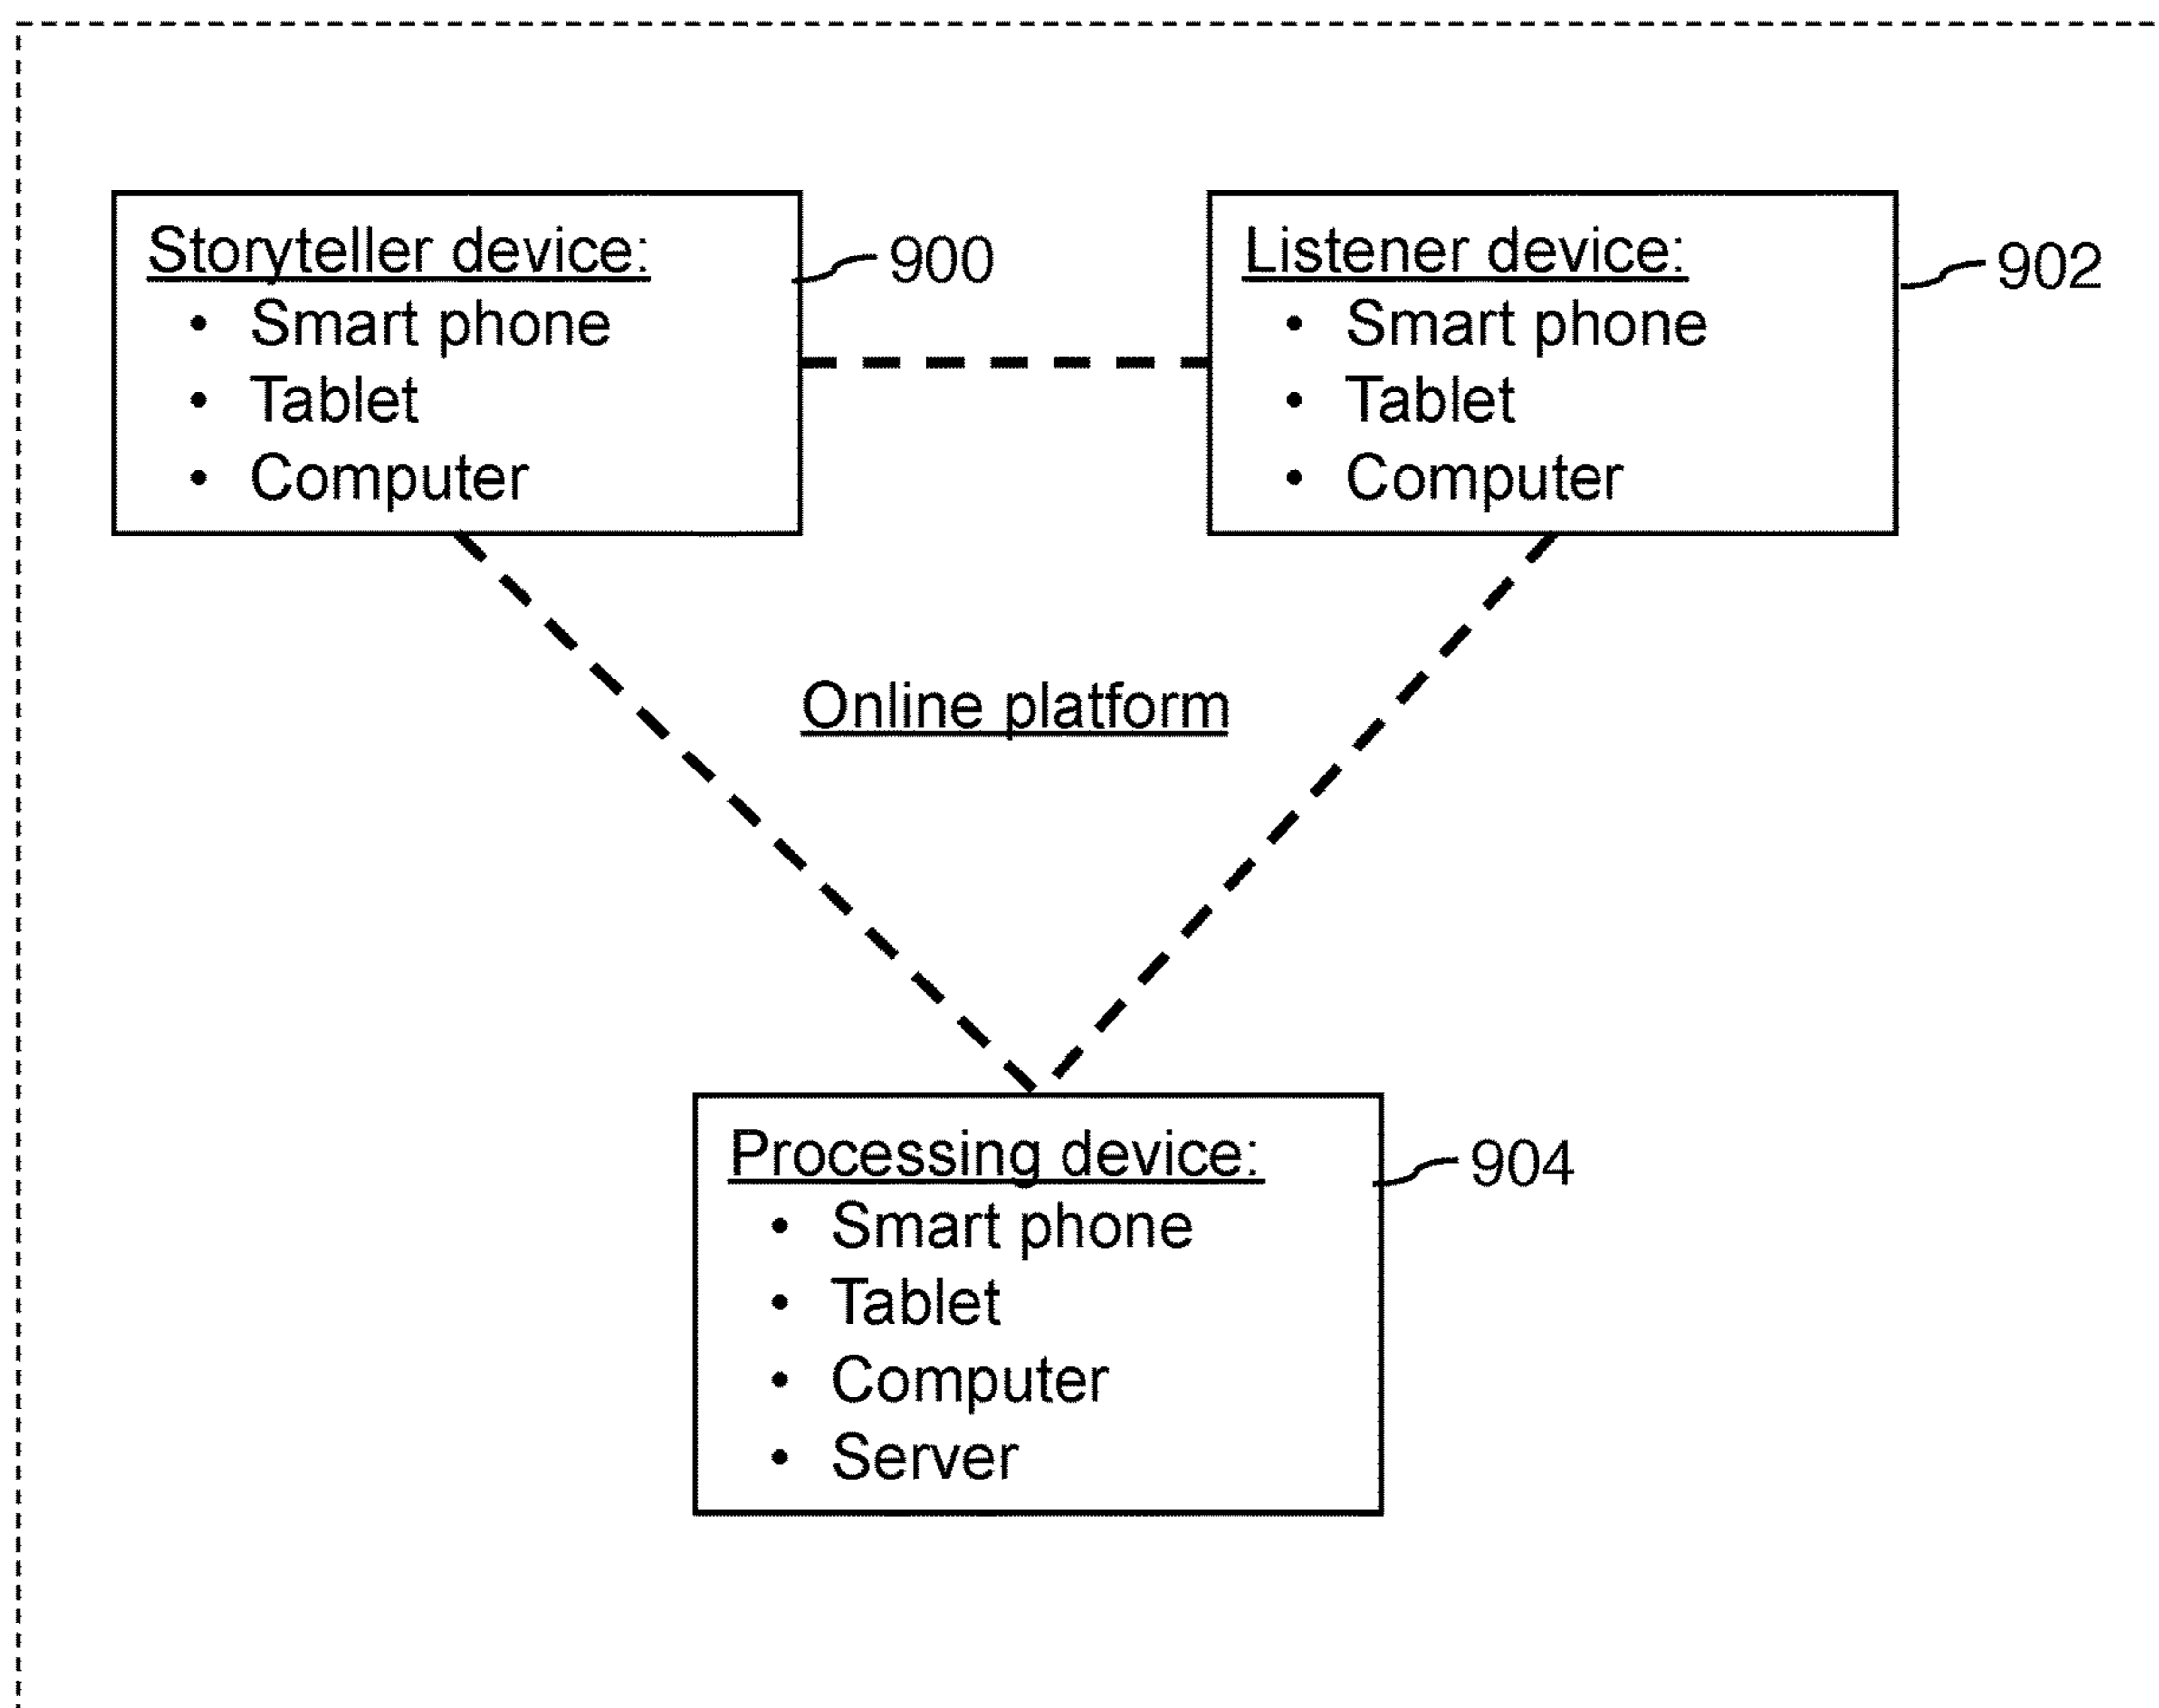 Storyteller device:
• Smart phone
• Tablet
• Computer
900
Listener device:
• Smart phone
• Tablet
• Computer
902
Online platform
Processing device:
• Smart phone
• Tablet
• Computer
• Server
904